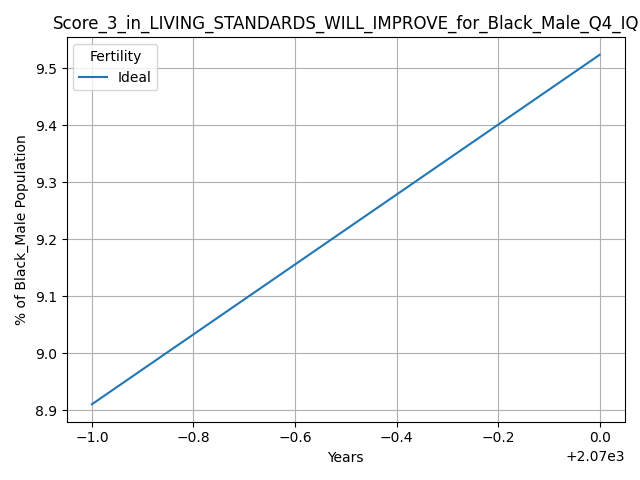 Score_3_in_LIVING_STANDARDS_WILL_IMPROVE_for_Black_Male_Q4_IQ
Fertility
Ideal
% of Black_Male Population
9.5
9.4
9.3
9.2
9.1
9.0
8.9
−1.0 −0.8 −0.6 −0.4 −0.2 0.0
Years
+2.07e3